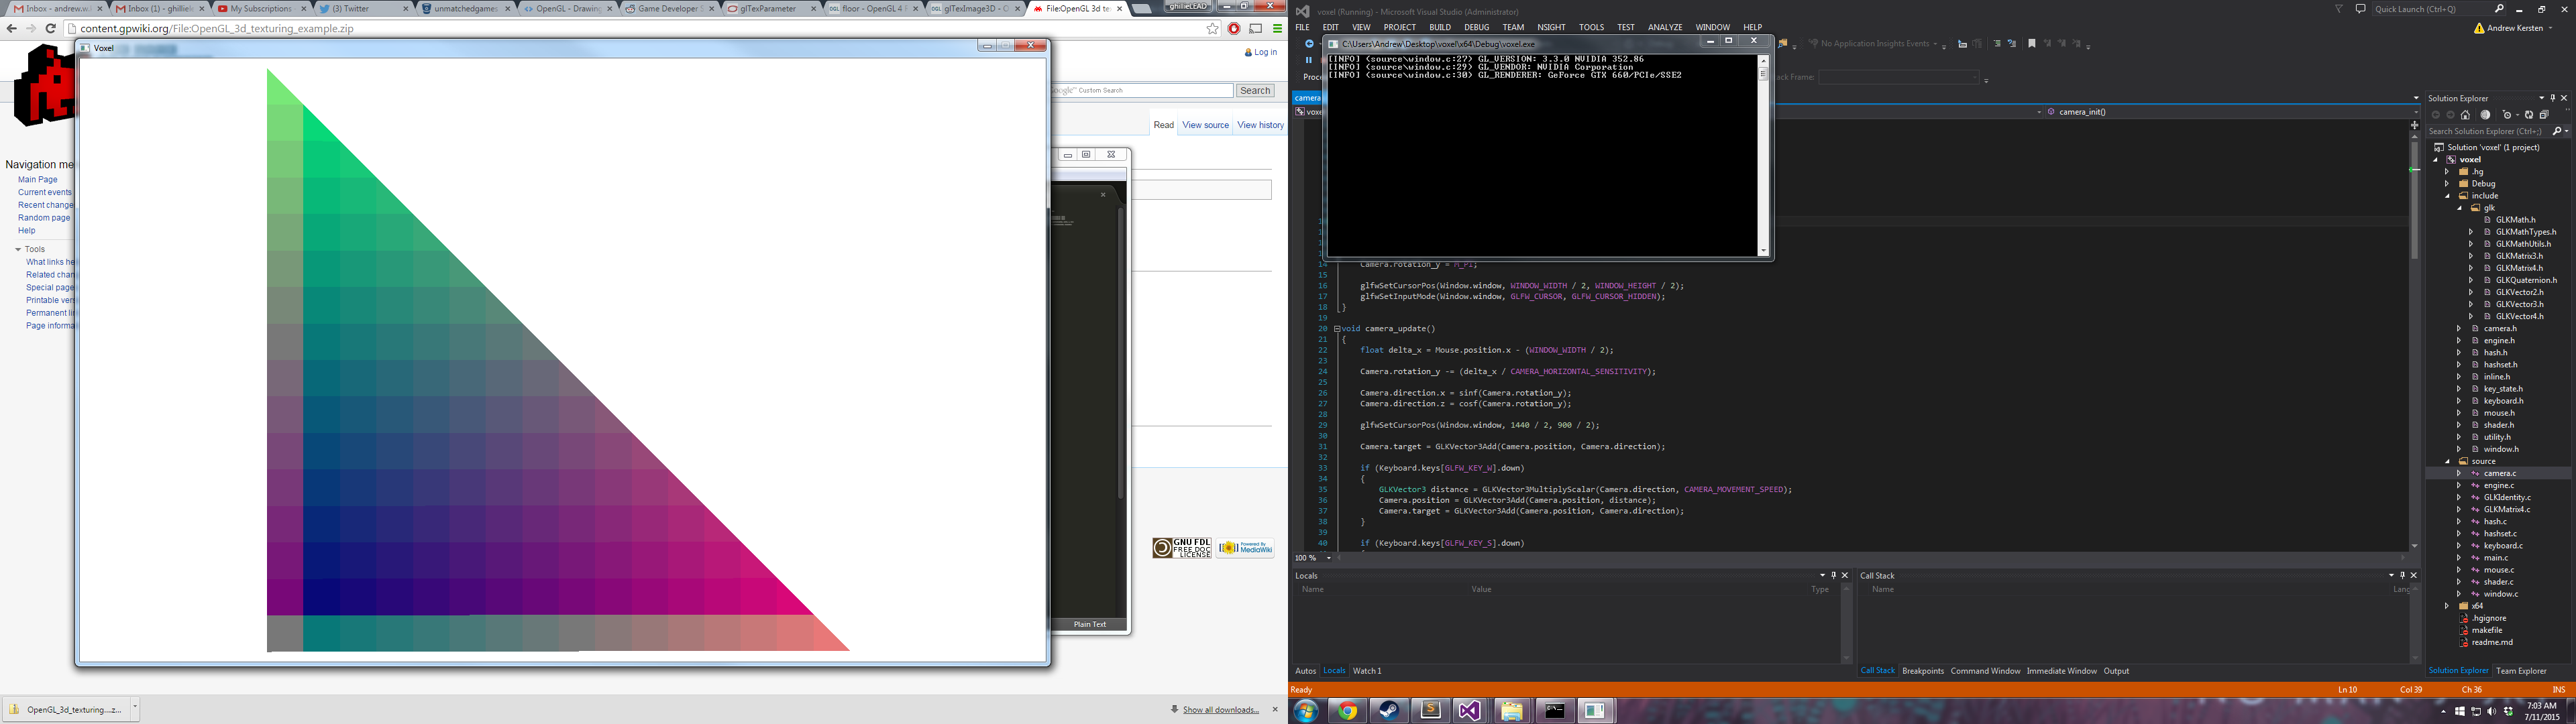 Inbox - andrew.w.
Inbox (1) - ghilliele
My Subscriptions
(3) Twitter
unmatchedgames
OpenGL - Drawing
Game Developer S
glTexParameter
floor - OpenGL 4 R
glTexImage3D - O
File:OpenGL 3d te
ghillieLEAD
content.gpwiki.org/File:OpenGL_3d_texturing_example.zip
Log in
Custom Search
Search
Read
View source
View history
Navigation me
Main Page
Current events
Recent change
Random page
Help
Tools
What links he
Related chan
Special page
Printable vers
Permanent lin
Page informa
Voxel
GNU FDL
FREE DOC
LICENSE
Powered By
MediaWiki
Plain Text
OpenGL_3d_texturing....z...
Show all downloads...
voxel (Running) - Microsoft Visual Studio (Administrator)
Quick Launch (Ctrl+Q)
FILE
EDIT
VIEW
PROJECT
BUILD
DEBUG
TEAM
NSIGHT
TOOLS
TEST
ANALYZE
WINDOW
HELP
Andrew Kersten
No Application Insights Events
Proce
ack Frame:
C:\Users\Andrew\Desktop\voxel\x64\Debug\voxel.exe
[INFO] (source\window.c:27) GL_VERSION: 3.3.0 NVIDIA 352.86
[INFO] (source\window.c:29) GL_VENDOR: NVIDIA Corporation
[INFO] (source\window.c:30) GL_RENDERER: GeForce GTX 660/PCIe/SSE2
camera
voxe
camera_init()
14 Camera.rotation_y = M_PI;
15
16 glfwSetCursorPos(Window.window, WINDOW_WIDTH / 2, WINDOW_HEIGHT / 2);
17 glfwSetInputMode(Window.window, GLFW_CURSOR, GLFW_CURSOR_HIDDEN);
18 }
19
20 void camera_update()
21 {
22 float delta_x = Mouse.position.x - (WINDOW_WIDTH / 2);
23
24 Camera.rotation_y -= (delta_x / CAMERA_HORIZONTAL_SENSITIVITY);
25
26 Camera.direction.x = sinf(Camera.rotation_y);
27 Camera.direction.z = cosf(Camera.rotation_y);
28
29 glfwSetCursorPos(Window.window, 1440 / 2, 900 / 2);
30
31 Camera.target = GLKVector3Add(Camera.position, Camera.direction);
32
33 if (Keyboard.keys[GLFW_KEY_W].down)
34 {
35 GLKVector3 distance = GLKVector3MultiplyScalar(Camera.direction, CAMERA_MOVEMENT_SPEED);
36 Camera.position = GLKVector3Add(Camera.position, distance);
37 Camera.target = GLKVector3Add(Camera.position, Camera.direction);
38 }
39
40 if (Keyboard.keys[GLFW_KEY_S].down)
100 %
Locals
Name
Value
Type
Autos
Locals
Watch 1
Call Stack
Name
Lang
Call Stack
Breakpoints
Command Window
Immediate Window
Output
Solution Explorer
Search Solution Explorer (Ctrl+;)
Solution 'voxel' (1 project)
voxel
.hg
Debug
include
glk
GLKMath.h
GLKMathTypes.h
GLKMathUtils.h
GLKMatrix3.h
GLKMatrix4.h
GLKQuaternion.h
GLKVector2.h
GLKVector3.h
GLKVector4.h
camera.h
engine.h
hash.h
hashset.h
inline.h
key_state.h
keyboard.h
mouse.h
shader.h
utility.h
window.h
source
camera.c
engine.c
GLKIdentity.c
GLKMatrix4.c
hash.c
hashset.c
keyboard.c
main.c
mouse.c
shader.c
window.c
x64
.hgignore
makefile
readme.md
Solution Explorer
Team Explorer
Ready
Ln 10
Col 39
Ch 36
INS
7:03 AM
7/11/2015